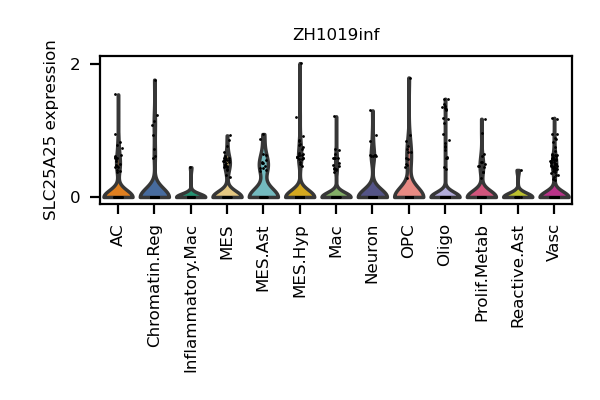 ZH1019inf
SLC25A25 expression
2
0
AC
Chromatin.Reg
Inflammatory.Mac
MES
MES.Ast
MES.Hyp
Mac
Neuron
OPC
Oligo
Prolif.Metab
Reactive.Ast
Vasc